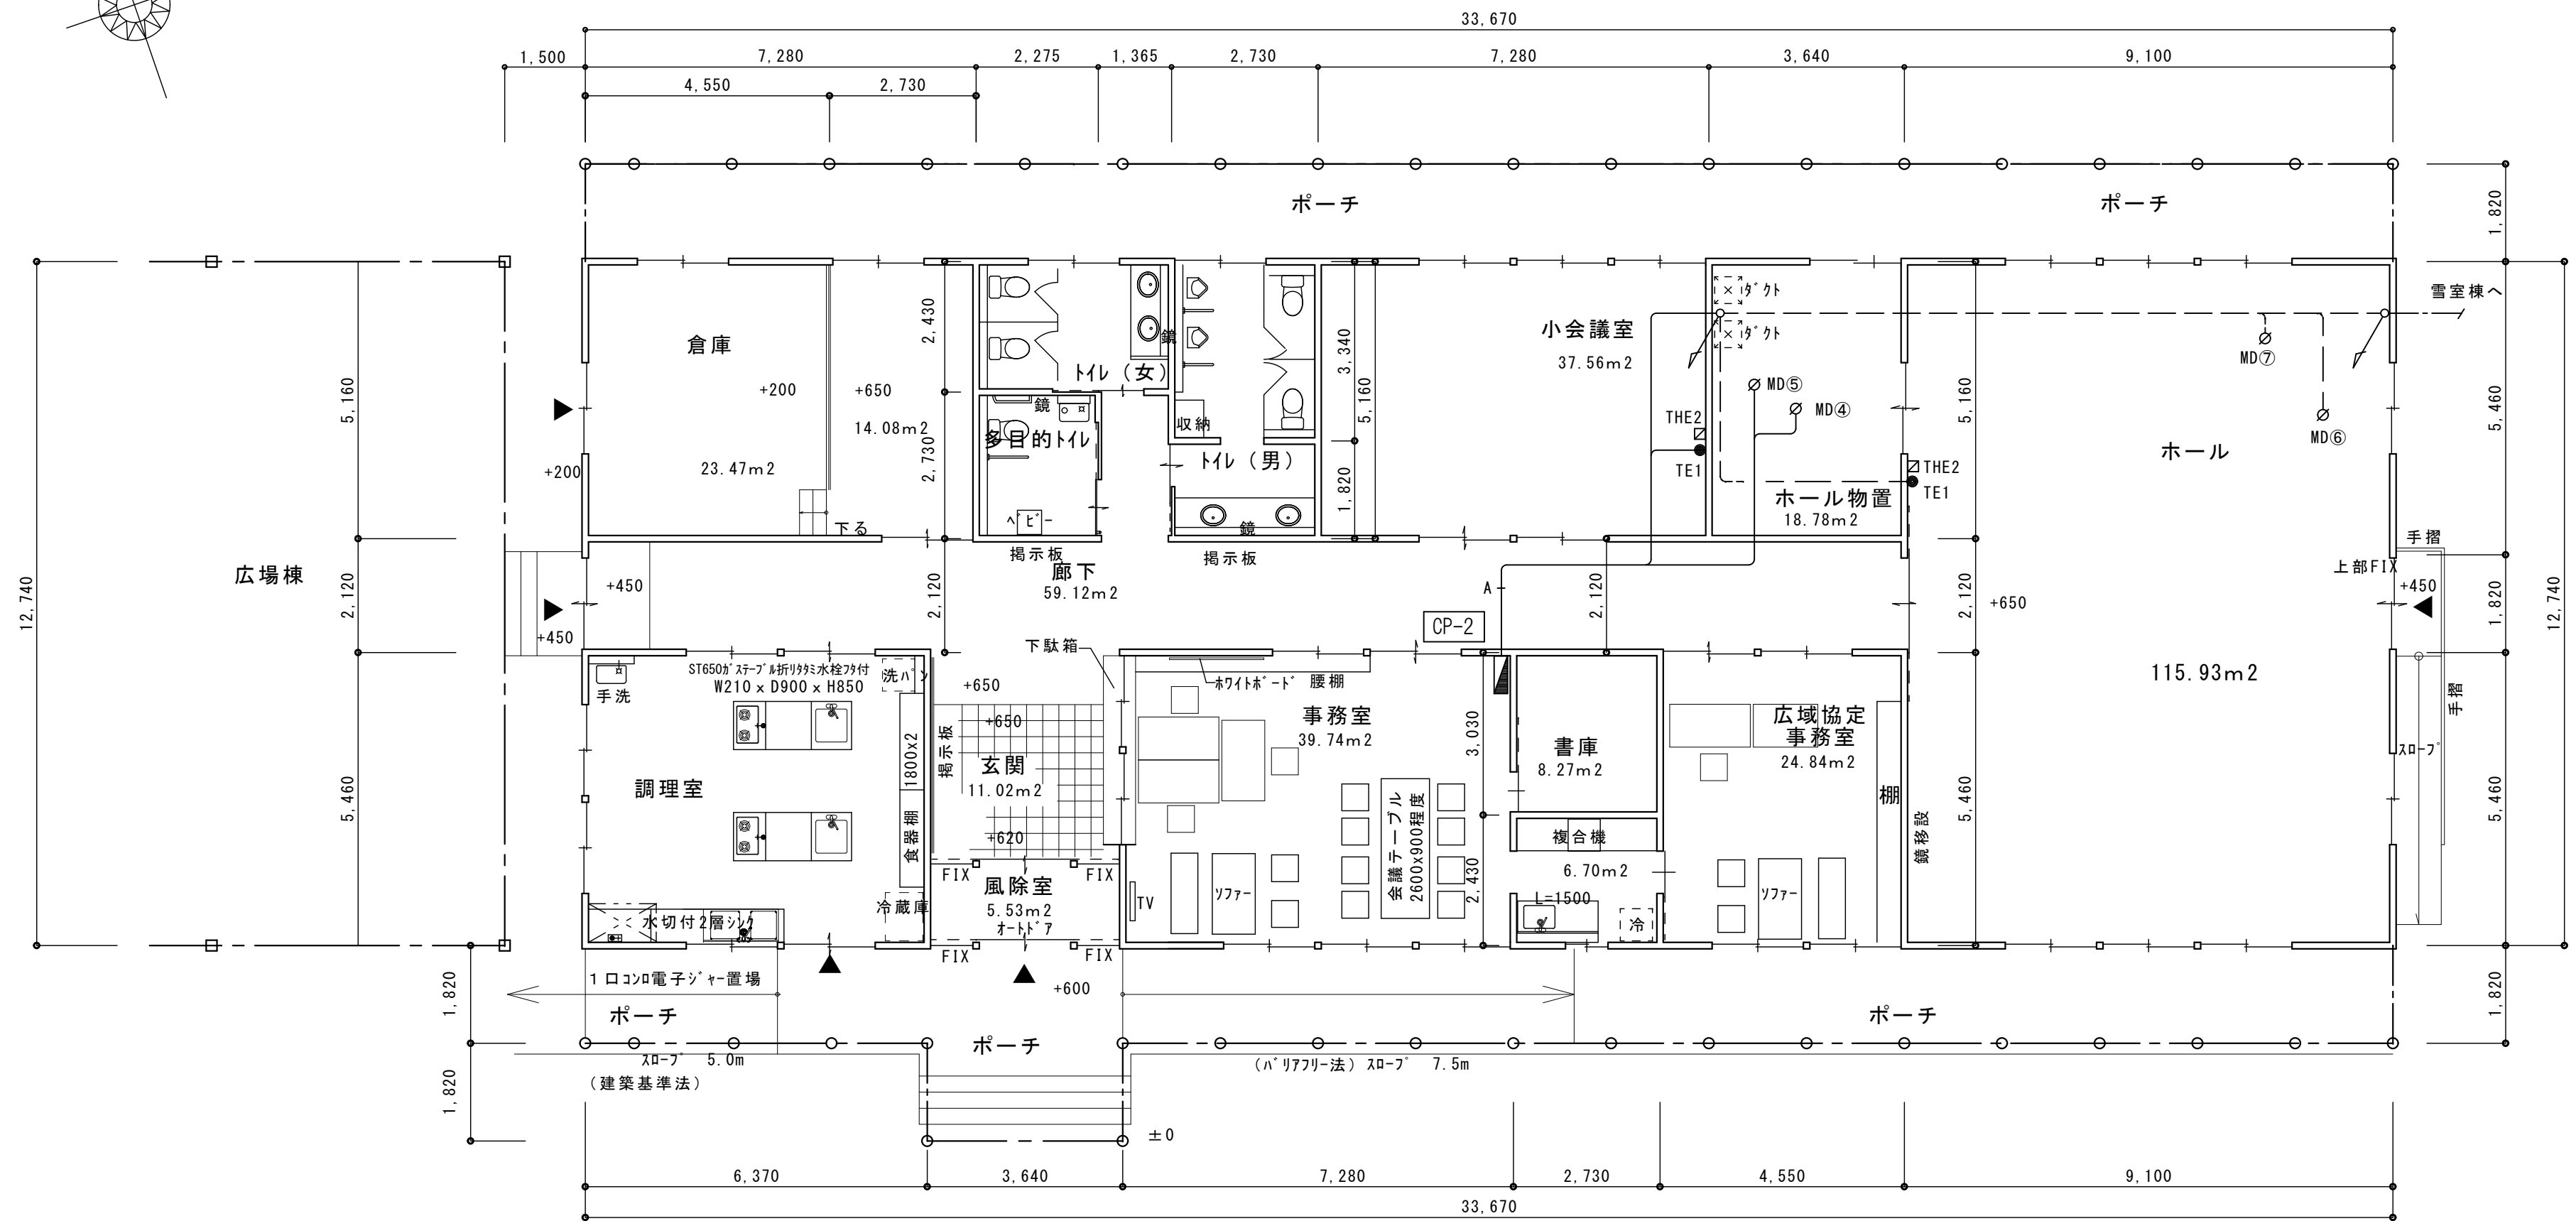 33,670
1,500
7,280
2,275
1,365
2,730
7,280
3,640
9,100
4,550
2,730
ポーチ
ポーチ
1,820
雪室棟へ
ダクト
ダクト
倉庫
+200
+650
14.08m2
23.47m2
2,430
2,730
下る
トイレ（女）
鏡
鏡
多目的トイレ
ベビー
収納
トイレ（男）
鏡
3,340
5,160
1,820
小会議室
37.56m2
THE2
TE1
MD⑤
MD④
ホール物置
18.78m2
THE2
TE1
MD⑦
MD⑥
5,160
ホール
5,460
12,740
5,160
+200
広場棟
2,120
+450
+450
掲示板
廊下
59.12m2
掲示板
2,120
A
CP-2
2,120
2,120
+650
上部FIX
手摺
+450
1,820
12,740
下駄箱
ST650ガステーブル折リタタミ水栓フタ付
W210 x D900 x H850
洗パン
手洗
+650
+650
掲示板
玄関
11.02m2
+620
1800x2
食器棚
調理室
冷蔵庫
水切付2層シンク
FIX
FIX
風除室
5.53m2
オートドア
FIX
FIX
ホワイトボード
腰棚
事務室
39.74m2
TV
ソファー
会議テーブル
2600x900程度
3,030
2,430
書庫
8.27m2
複合機
6.70m2
L=1500
冷
広域協定
事務室
24.84m2
ソファー
棚
鏡移設
5,460
115.93m2
手摺
スロープ
5,460
5,460
1口コンロ電子ジャー置場
+600
ポーチ
ポーチ
ポーチ
1,820
1,820
1,820
スロープ 5.0m
（建築基準法）
（バリアフリー法）スロープ 7.5m
±0
6,370
3,640
7,280
2,730
4,550
9,100
33,670